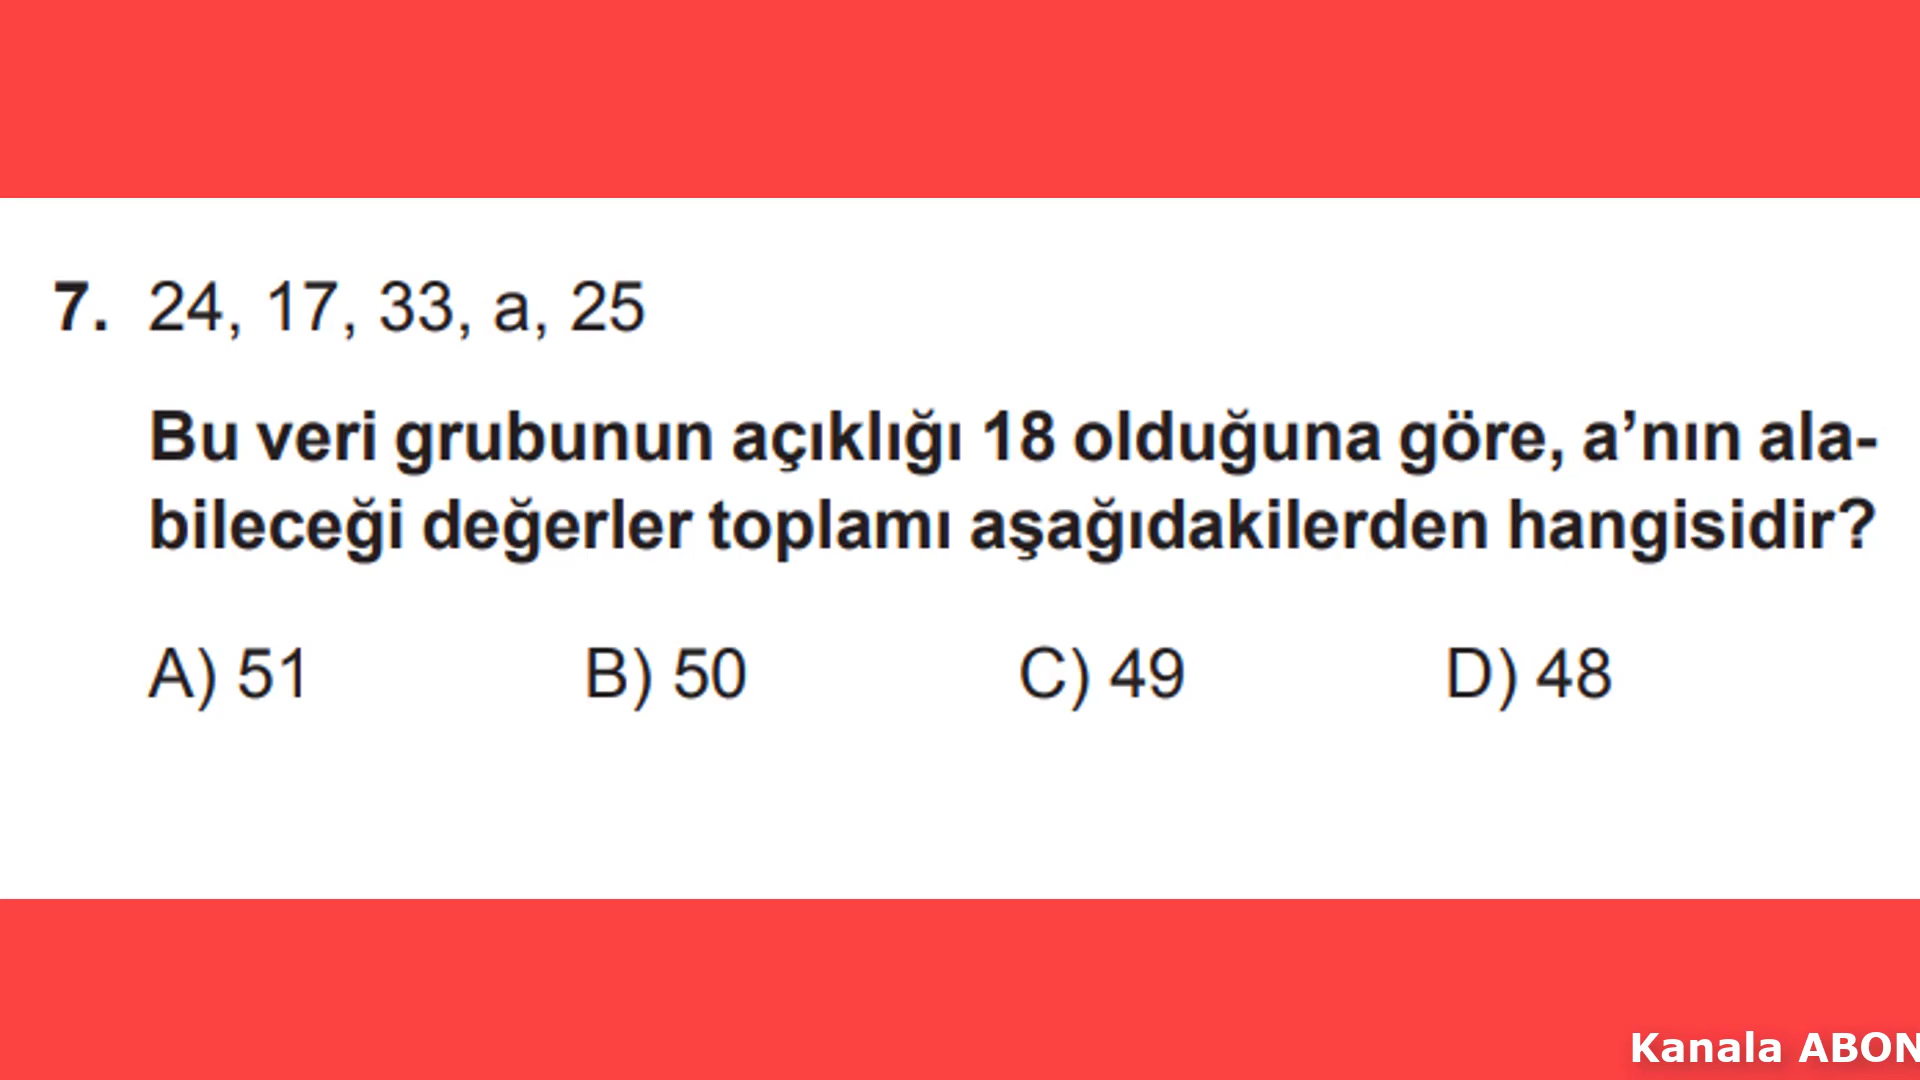 7. 24, 17, 33, a, 25
Bu veri grubunun açıklığı 18 olduğuna göre, a’nın ala-
bileceği değerler toplamı aşağıdakilerden hangisidir?
A) 51 B) 50 C) 49 D) 48
Kanala ABON